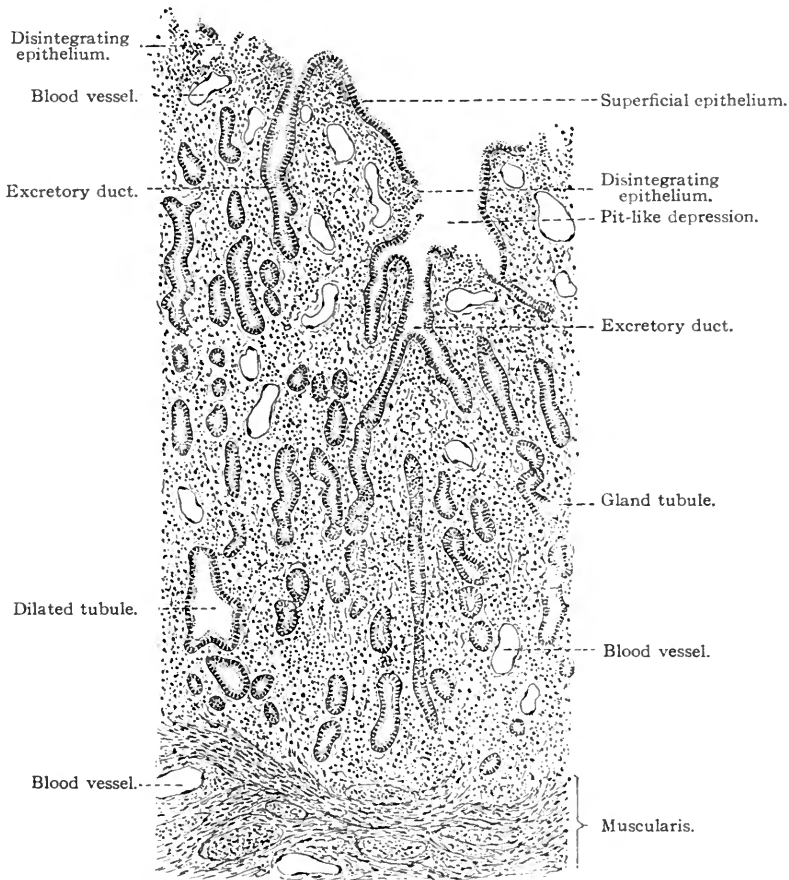 Disintegrating
epithelium.
Blood vessel.
Superficial epithelium.
Excretory duct.
Disintegrating
epithelium.
Pit-like depression.
Excretory duct.
Gland tubule.
Dilated tubule.
Blood vessel.
Blood vessel.
Muscularis.